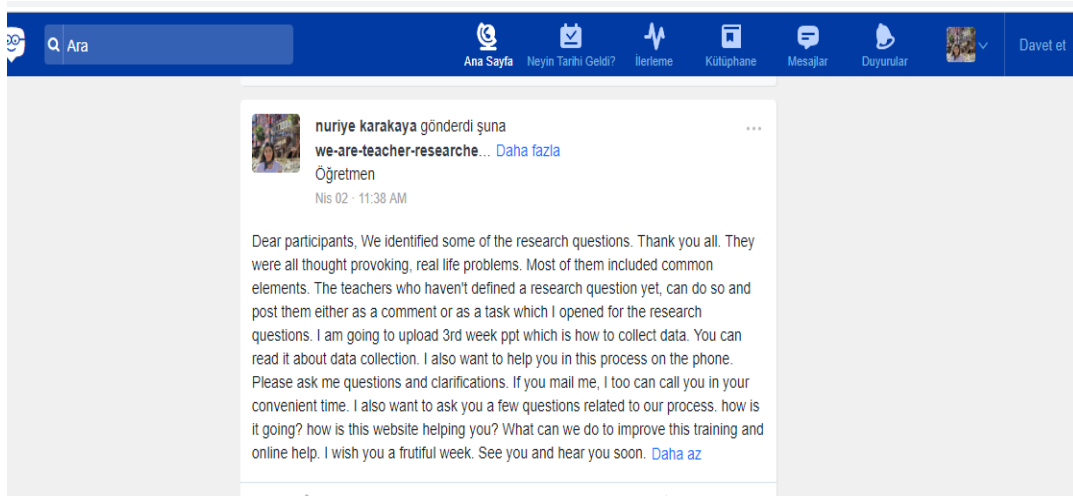 Ara
Ana Sayfa
Neyin Tarihi Geldi?
İlerleme
Kütüphane
Mesajlar
Duyurular
Davet et
nuriye karakaya gönderdi şuna
we-are-teacher-researche... Daha fazla
Öğretmen
Nis 02 · 11:38 AM
Dear participants, We identified some of the research questions. Thank you all. They
were all thought provoking, real life problems. Most of them included common
elements. The teachers who haven't defined a research question yet, can do so and
post them either as a comment or as a task which I opened for the research
questions. I am going to upload 3rd week ppt which is how to collect data. You can
read it about data collection. I also want to help you in this process on the phone.
Please ask me questions and clarifications. If you mail me, I too can call you in your
convenient time. I also want to ask you a few questions related to our process. how is
it going? how is this website helping you? What can we do to improve this training and
online help. I wish you a frutiful week. See you and hear you soon. Daha az